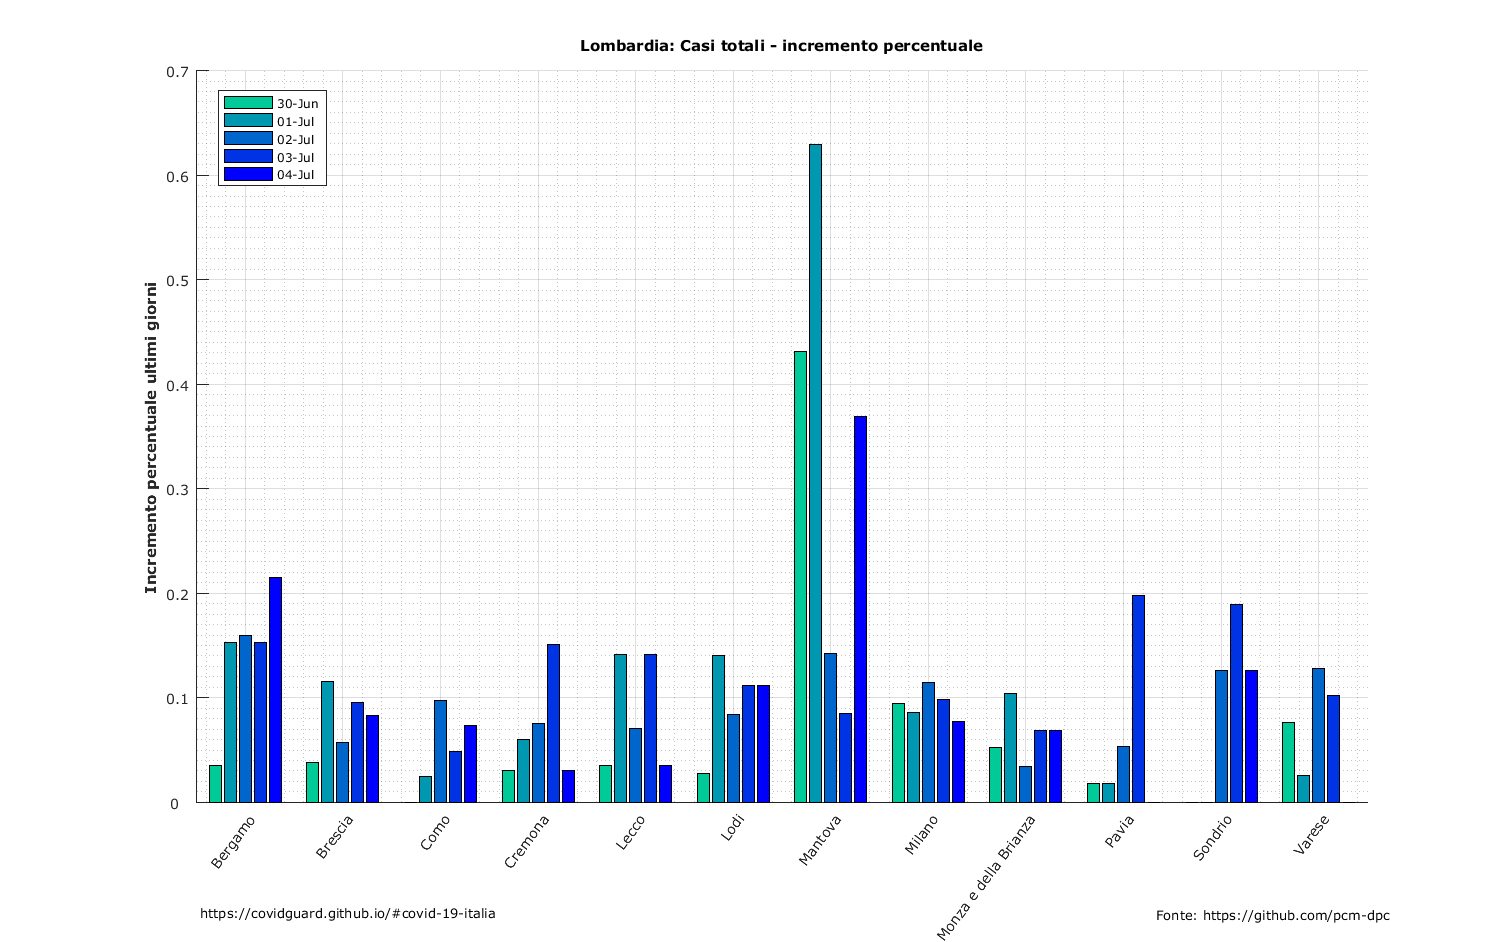 Lombardia: Casi totali - incremento percentuale
0.7
0.6
0.5
0.4
0.3
0.2
0.1
0
30-Jun
01-Jul
02-Jul
03-Jul
04-Jul
Incremento percentuale ultimi giorni
Bergamo
Brescia
Como
Cremona
Lecco
Lodi
Mantova
Milano
Monza e della Brianza
Pavia
Sondrio
Varese
https://covidguard.github.io/#covid-19-italia
Fonte: https://github.com/pcm-dpc